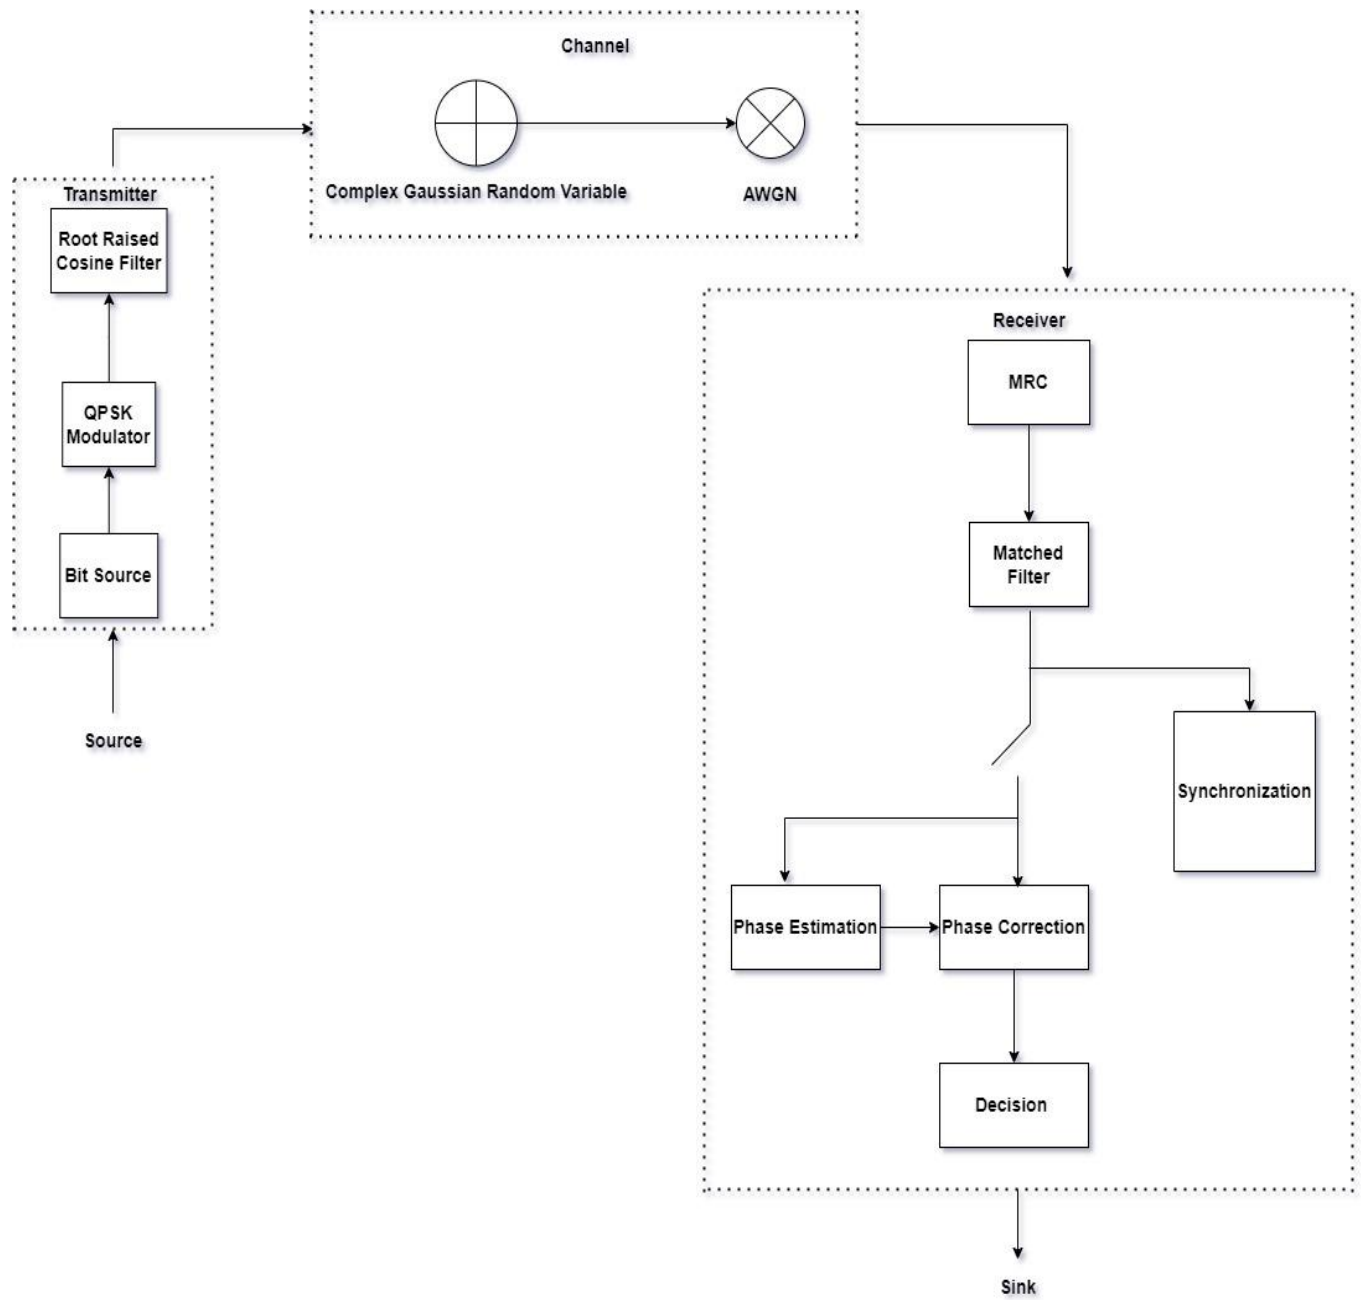 Channel
Complex Gaussian Random Variable
AWGN
Transmitter
Root Raised
Cosine Filter
QPSK
Modulator
Bit Source
Source
Receiver
MRC
Matched
Filter
Synchronization
Phase Estimation
Phase Correction
Decision
Sink